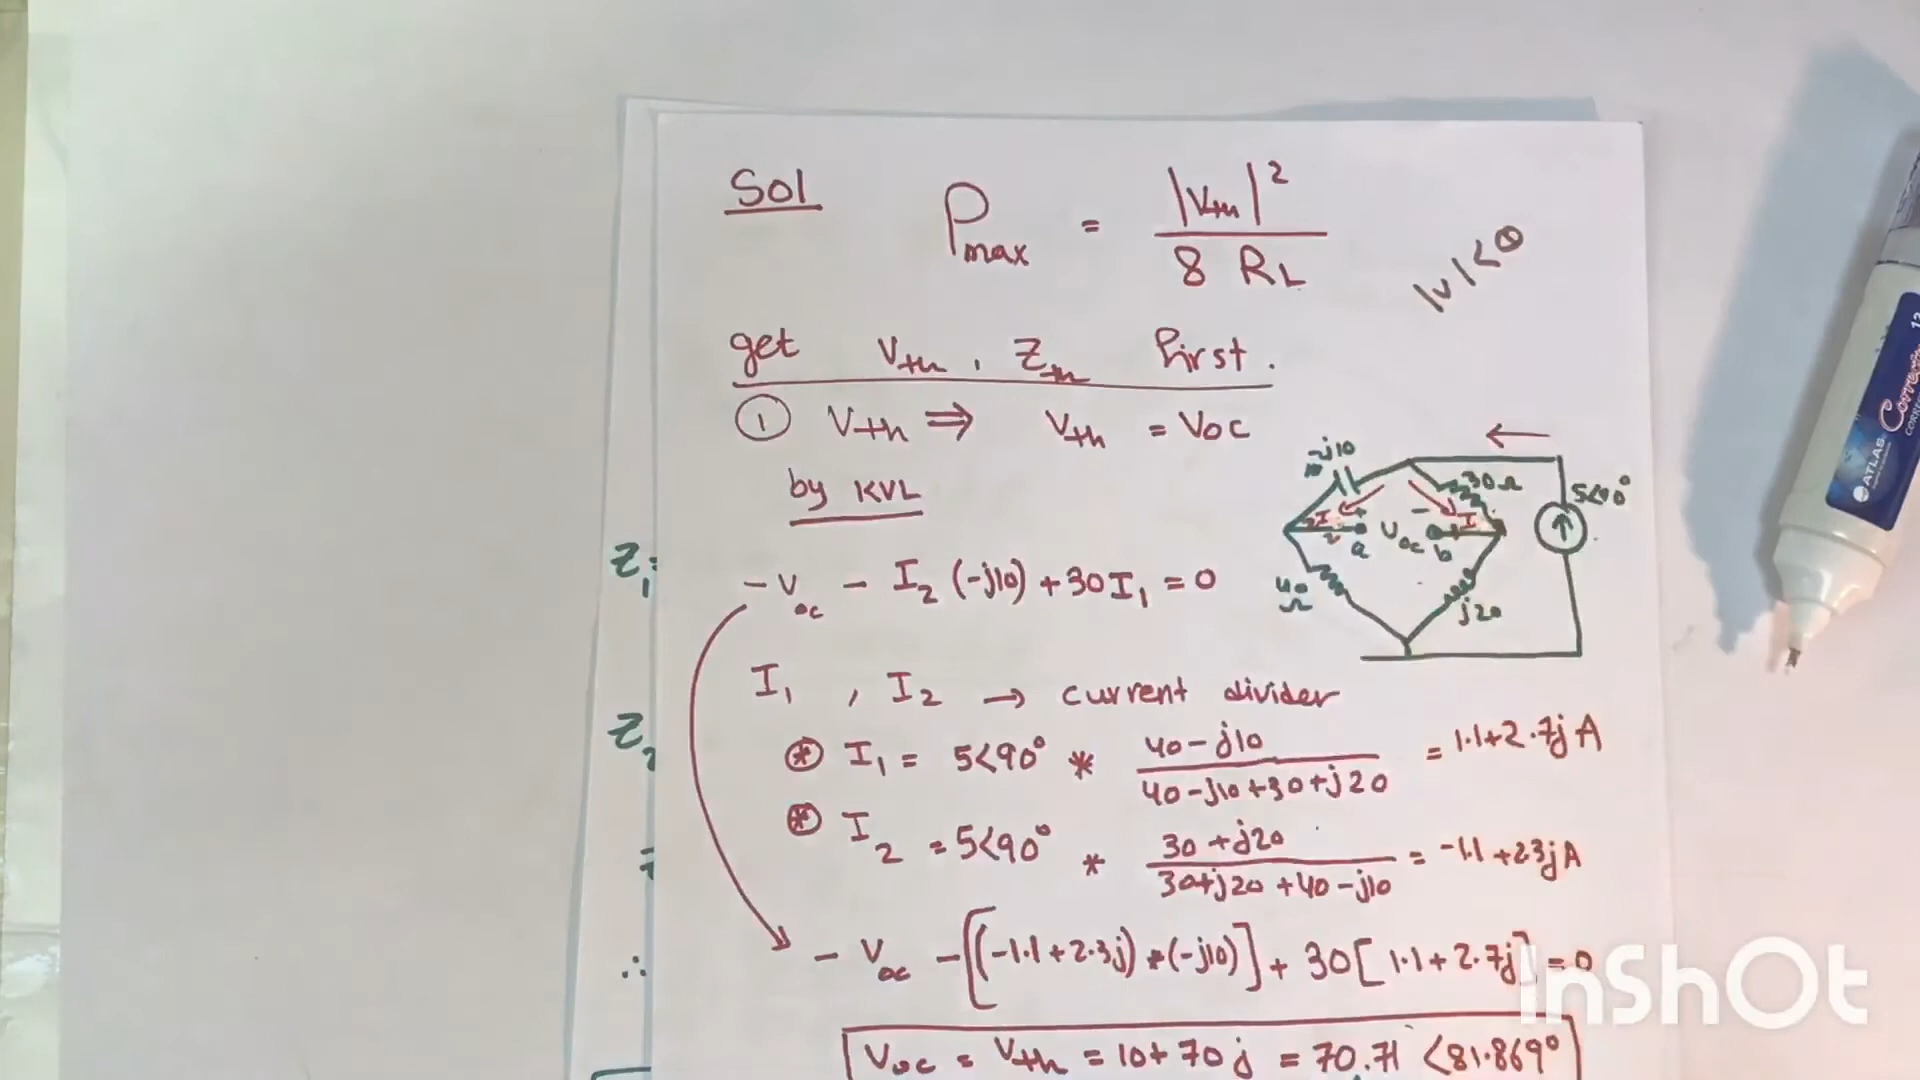 Sol
P max = |Vth|² / 8 RL
|V|<θ
get Vth , Zth first.
① Vth ⇒ Vth = Voc
by KVL
-j10
30Ω
5<90°
I2
+ Voc -
I1
a
b
40Ω
j20
Z1=
- Voc - I2 (-j10) + 30I1 = 0
I1 , I2 → current divider
Z2
⊛ I1 = 5<90° * (40-j10) / (40-j10+30+j20) = 1.1+2.7j A
⊛ I2 = 5<90° * (30+j20) / (30+j20+40-j10) = -1.1+2.3j A
=
∴ - Voc - [(-1.1+2.3j)*(-j10)] + 30[1.1+2.7j] = 0
Voc = Vth = 10+70j = 70.71 <81.869°
ATLAS
Correc
InShOt